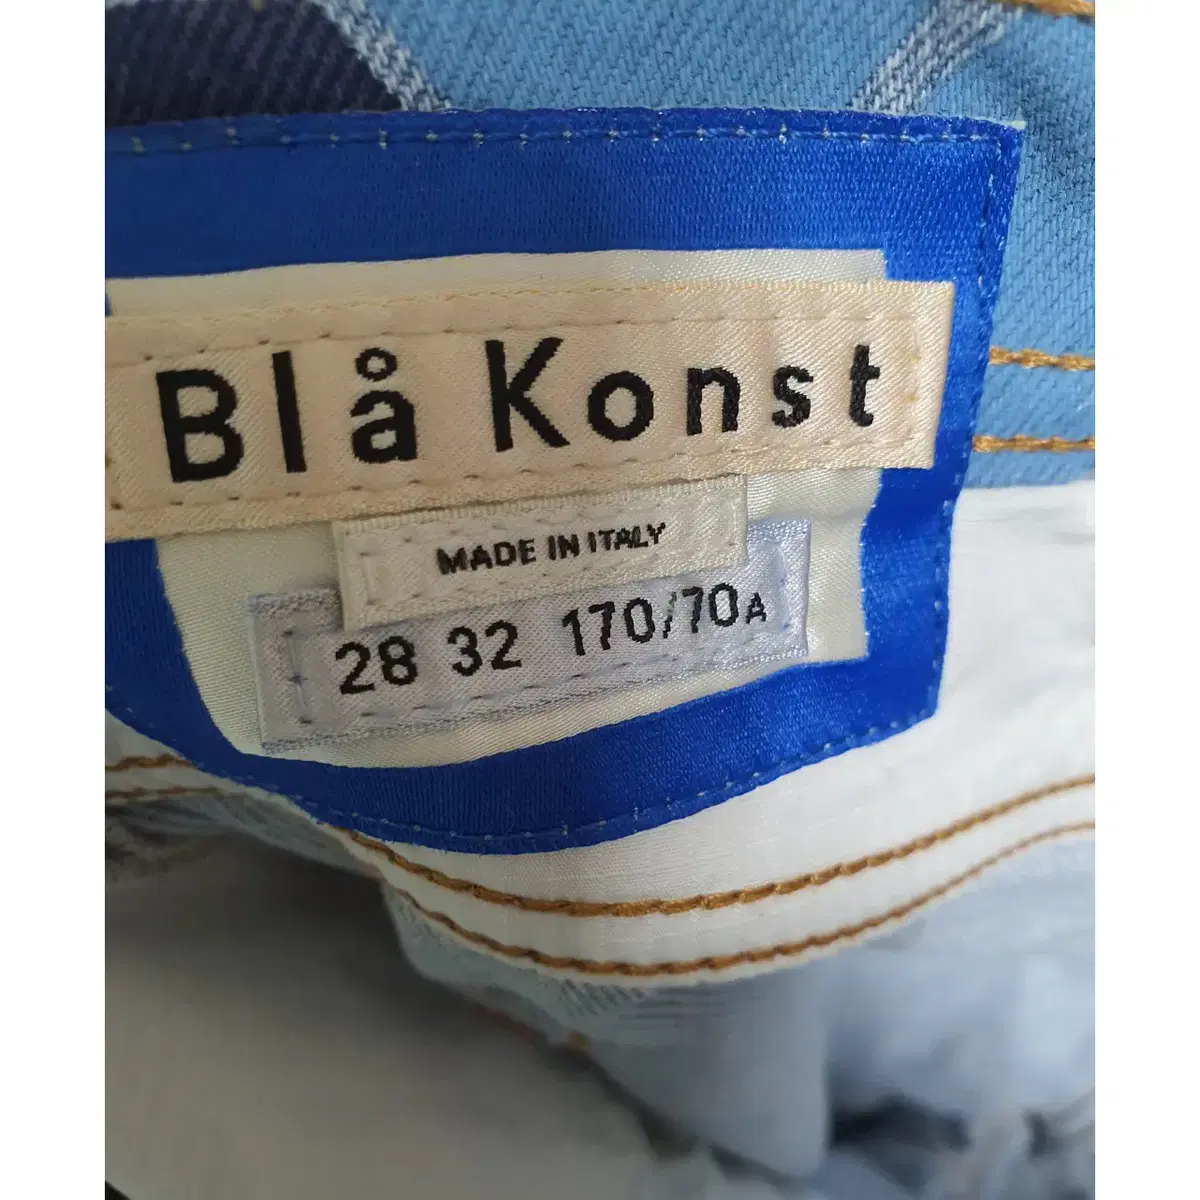 Blå Konst
MADE IN ITALY
28 32 170/70A